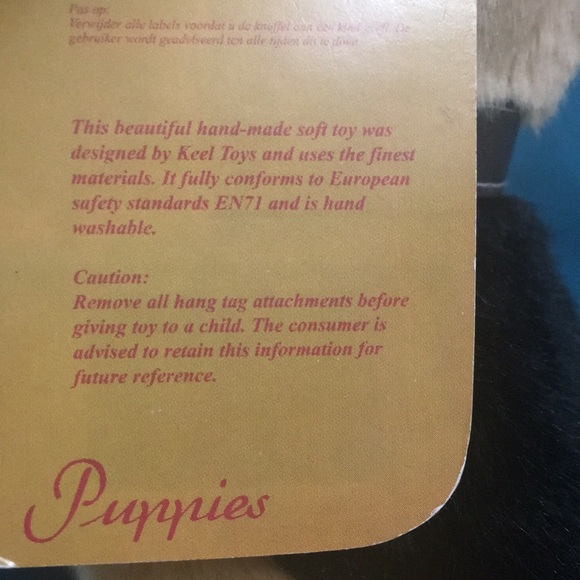 Pas op:
Verwijder alle labels voordat u de knuffel aan een kind geeft. De
gebruiker wordt geadviseerd ten alle tijden dit te doen.
This beautiful hand-made soft toy was
designed by Keel Toys and uses the finest
materials. It fully conforms to European
safety standards EN71 and is hand
washable.
Caution:
Remove all hang tag attachments before
giving toy to a child. The consumer is
advised to retain this information for
future reference.
Puppies